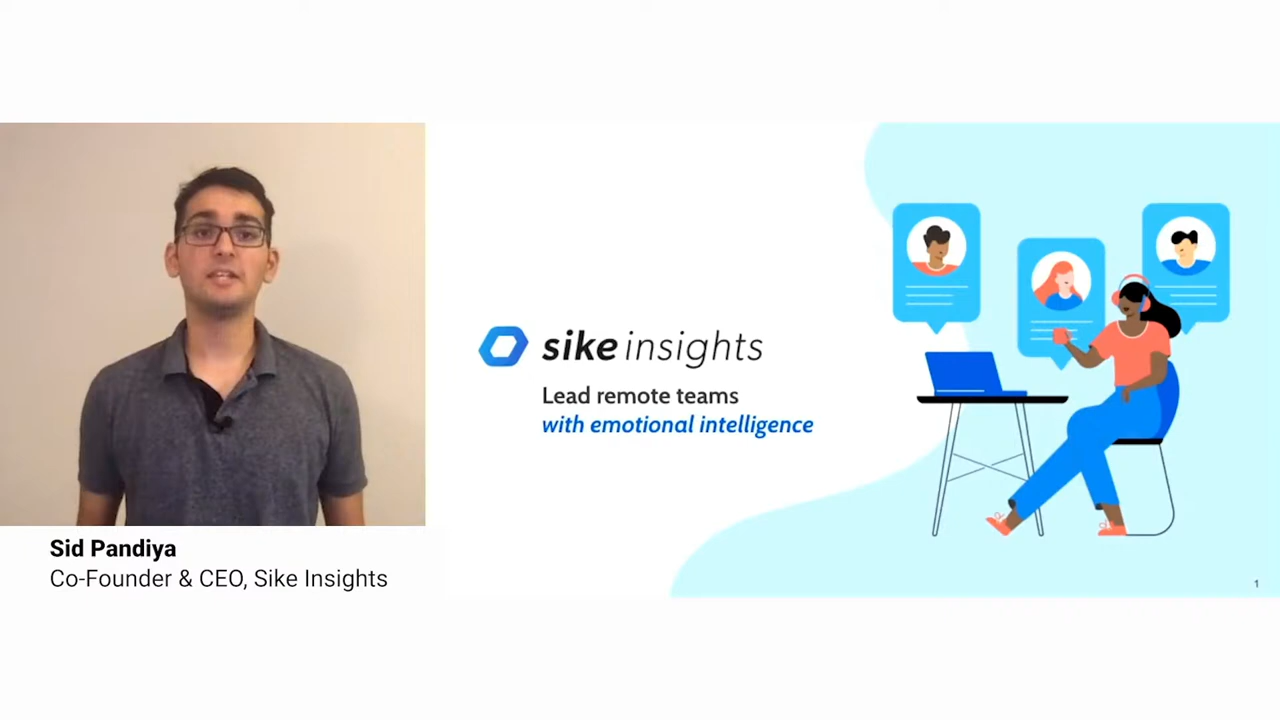 sike insights
Lead remote teams
with emotional intelligence
Sid Pandiya
Co-Founder & CEO, Sike Insights
1